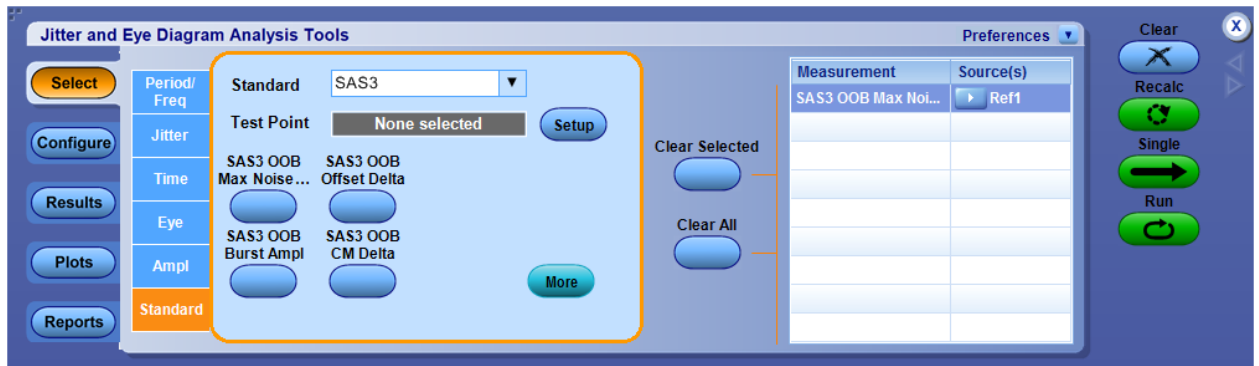 Jitter and Eye Diagram Analysis Tools
Preferences
Select
Configure
Results
Plots
Reports
Period/
Freq
Jitter
Time
Eye
Ampl
Standard
Standard
SAS3
Test Point
None selected
Setup
SAS3 OOB
Max Noise...
SAS3 OOB
Offset Delta
SAS3 OOB
Burst Ampl
SAS3 OOB
CM Delta
More
Clear Selected
Clear All
Measurement
Source(s)
SAS3 OOB Max Noi...
Ref1
Clear
X
Recalc
Single
Run